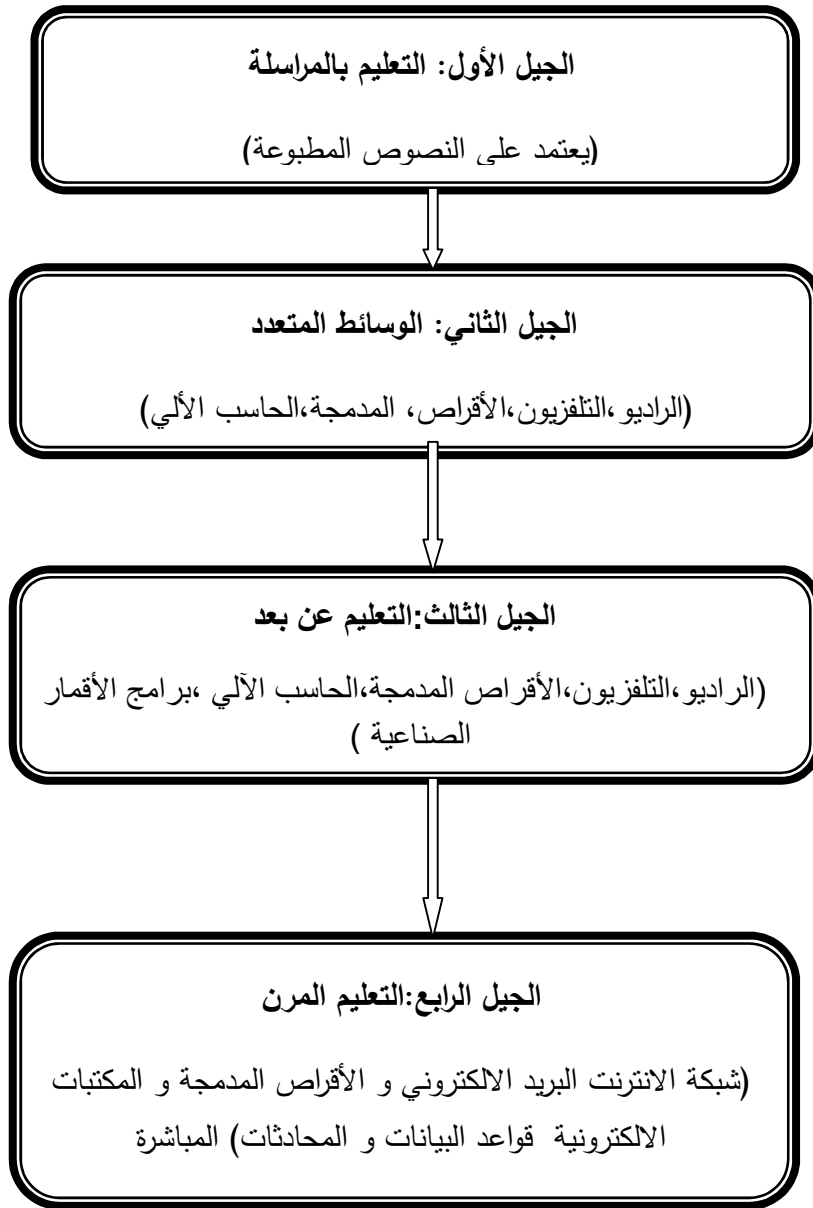 الجيل الأول: التعليم بالمراسلة
(يعتمد على النصوص المطبوعة)
الجيل الثاني: الوسائط المتعدد
(الراديو،التلفزيون،الأقراص، المدمجة،الحاسب الألي)
الجيل الثالث:التعليم عن بعد
(الراديو،التلفزيون،الأقراص المدمجة،الحاسب الآلي ،برامج الأقمار
الصناعية )
الجيل الرابع:التعليم المرن
(شبكة الانترنت البريد الالكتروني و الأقراص المدمجة و المكتبات
الالكترونية قواعد البيانات و المحادثات) المباشرة